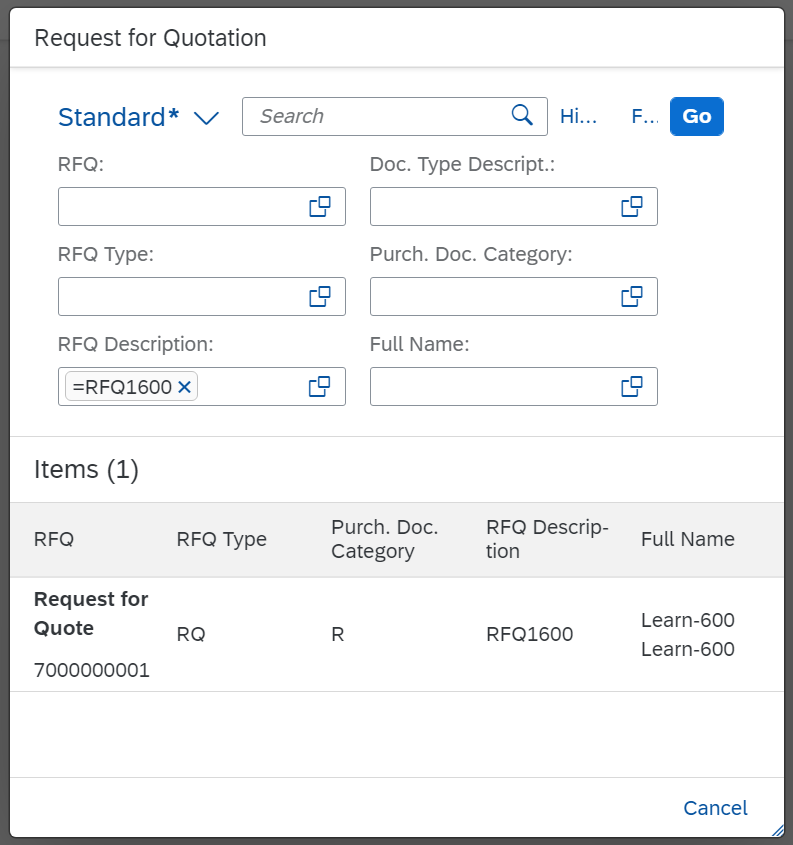 Request for Quotation
Standard*
Search
Hi...
F...
Go
RFQ:
Doc. Type Descript.:
RFQ Type:
Purch. Doc. Category:
RFQ Description:
Full Name:
=RFQ1600
Items (1)
RFQ
RFQ Type
Purch. Doc.
Category
RFQ Descrip-
tion
Full Name
Request for
Quote
7000000001
RQ
R
RFQ1600
Learn-600
Learn-600
Cancel